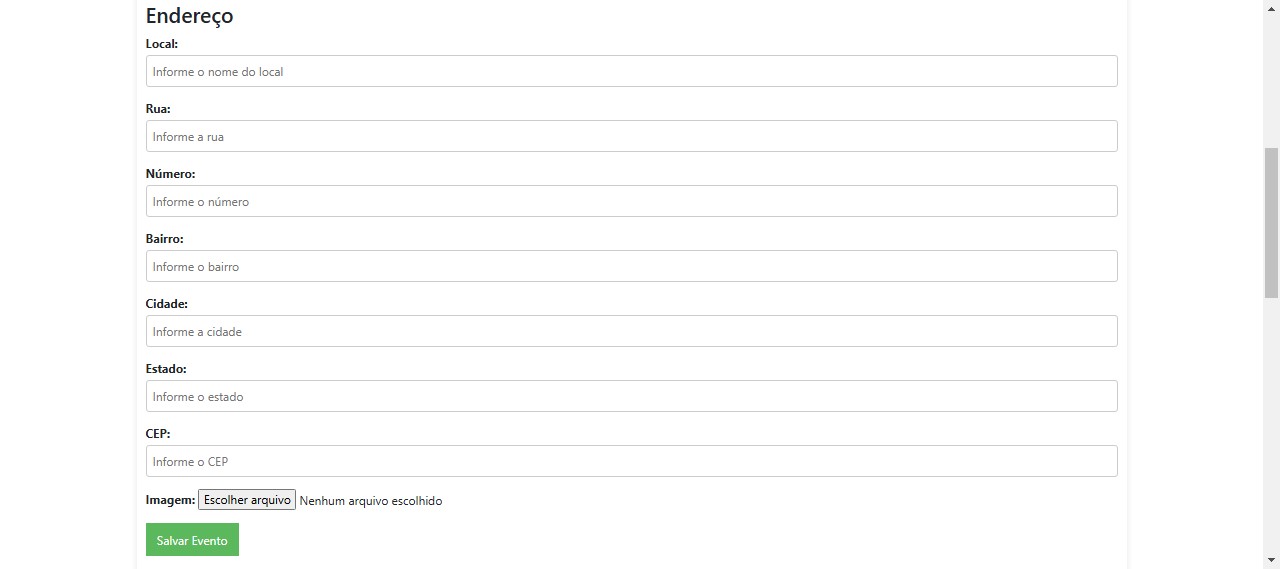 Endereço
Local:
Informe o nome do local
Rua:
Informe a rua
Número:
Informe o número
Bairro:
Informe o bairro
Cidade:
Informe a cidade
Estado:
Informe o estado
CEP:
Informe o CEP
Imagem: Escolher arquivo Nenhum arquivo escolhido
Salvar Evento